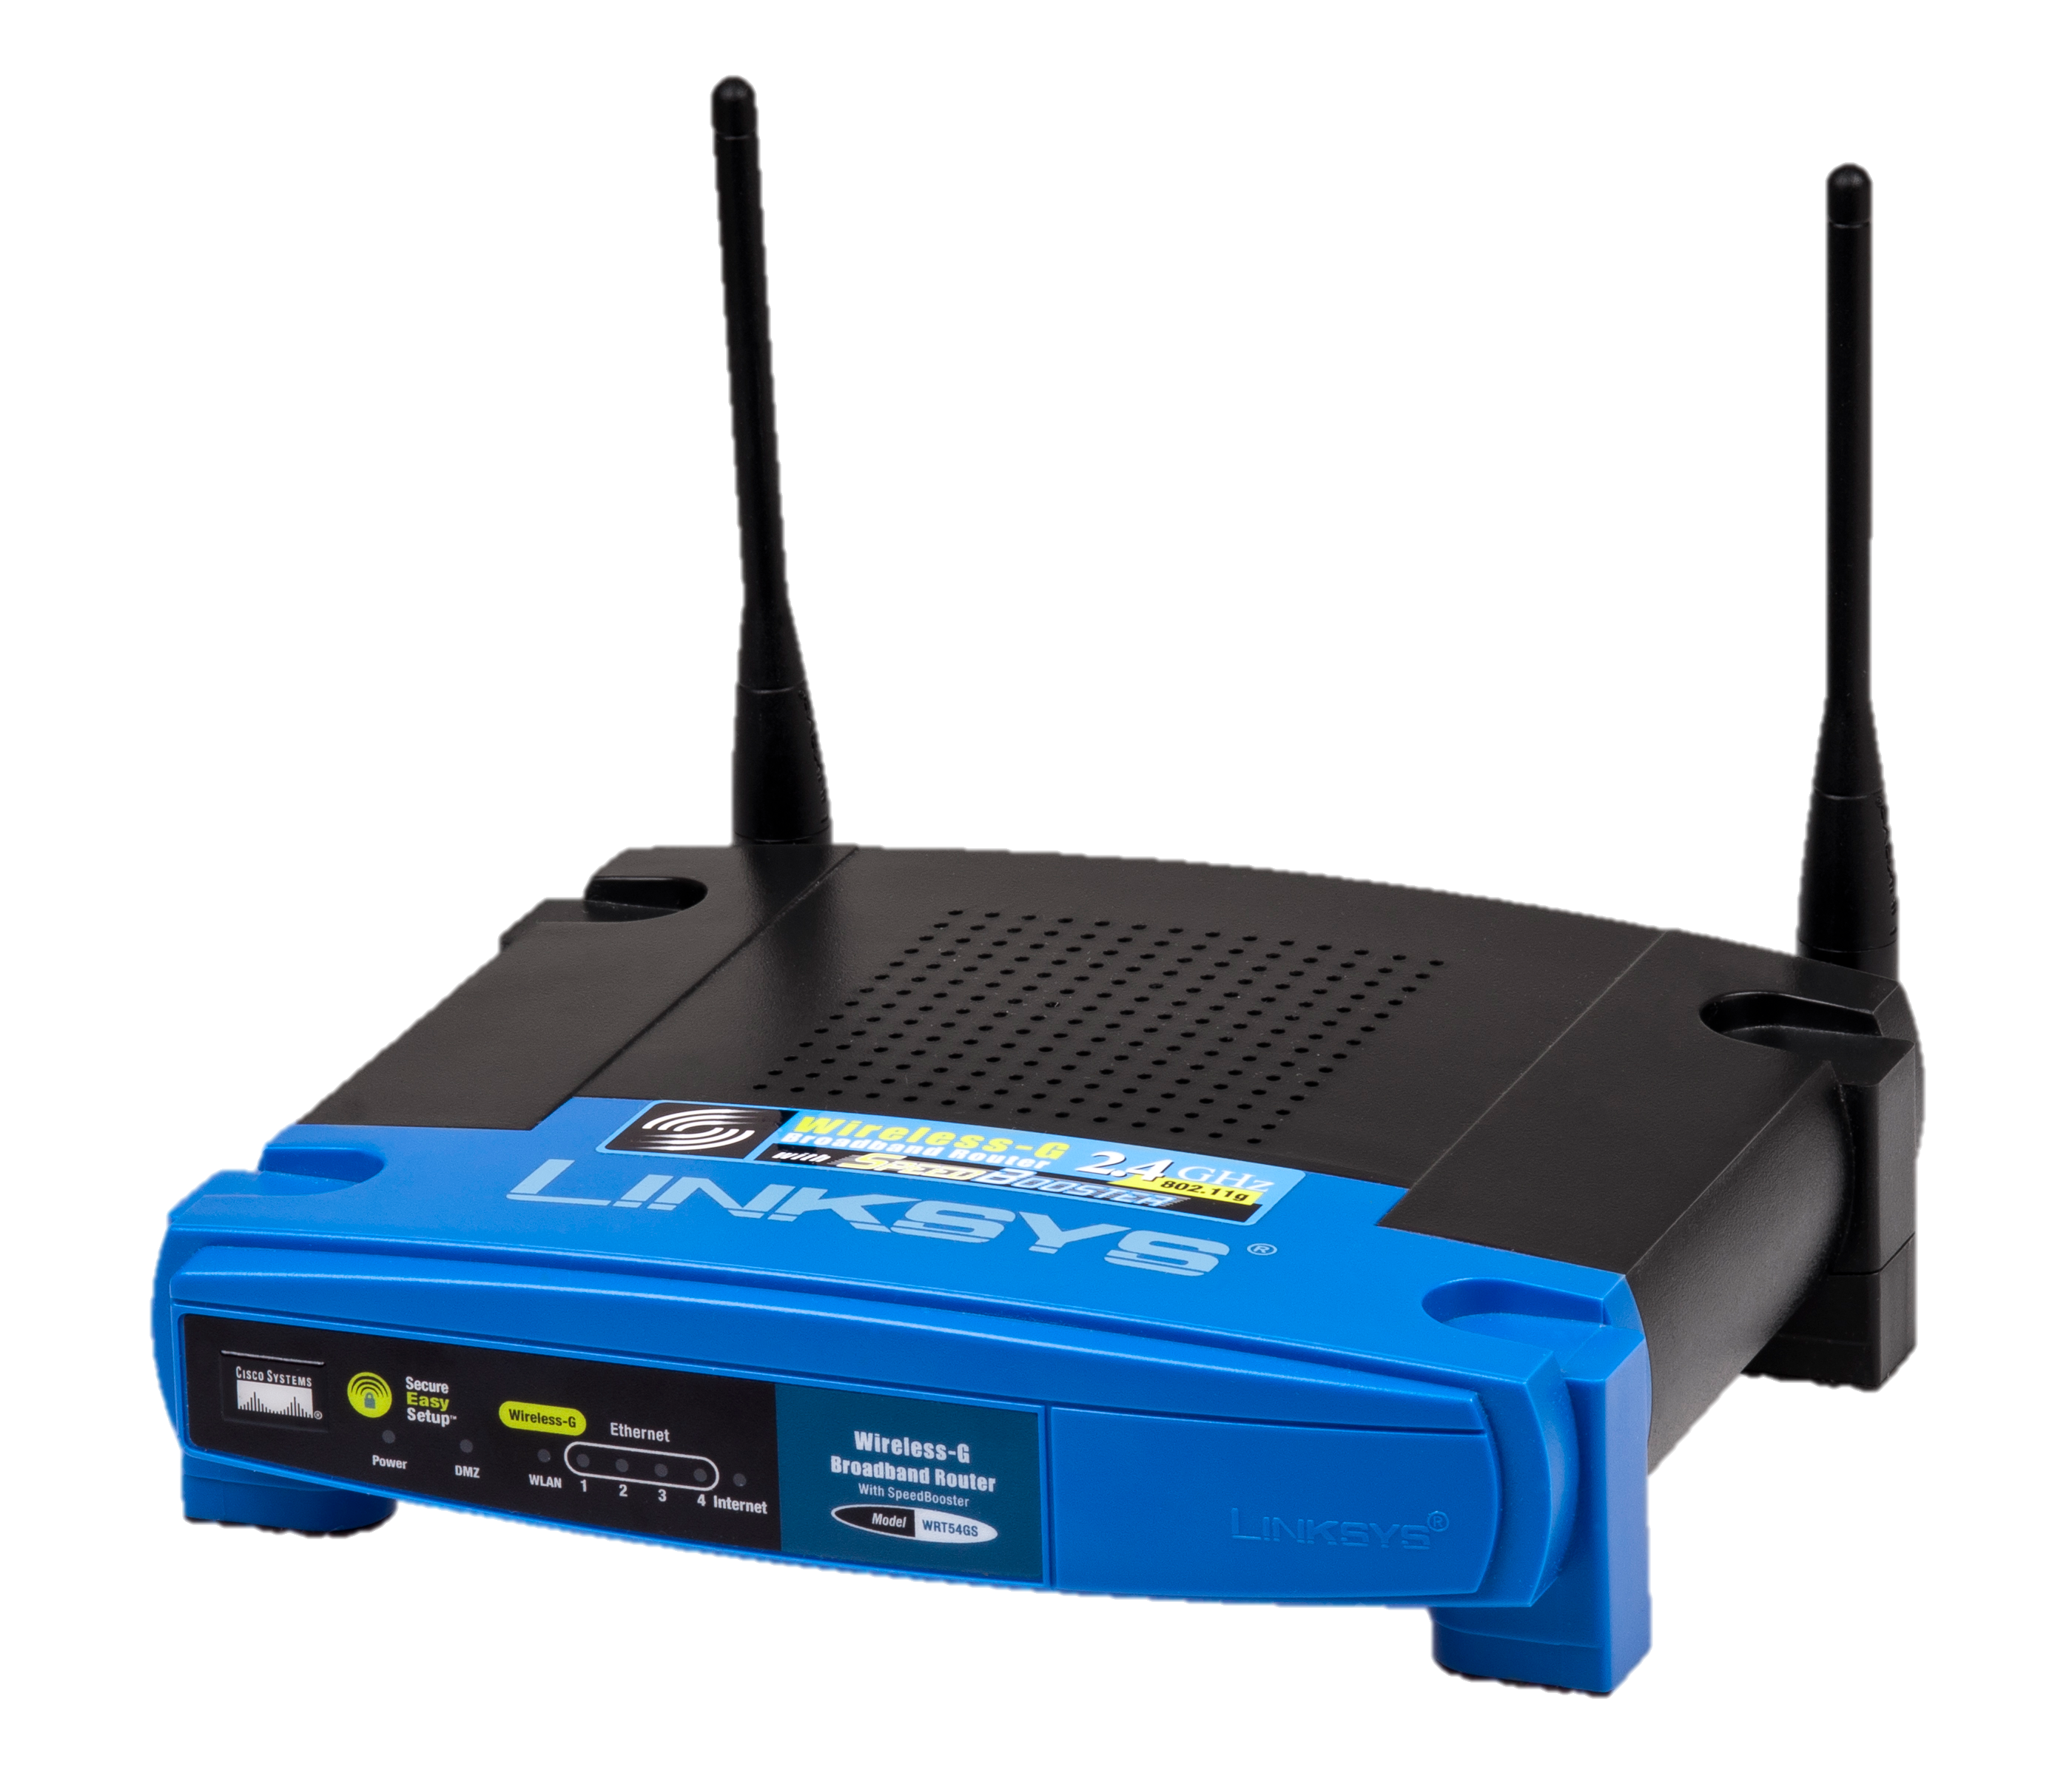 Wireless-G
Broadband Router
with SPEEDBOOSTER
2.4GHz
802.11g
LINKSYS®
CISCO SYSTEMS
®
Secure
Easy
Setup™
Power
DMZ
Wireless-G
WLAN
Ethernet
1 2 3 4
Internet
Wireless-G
Broadband Router
With SpeedBooster
Model WRT54GS
LINKSYS®